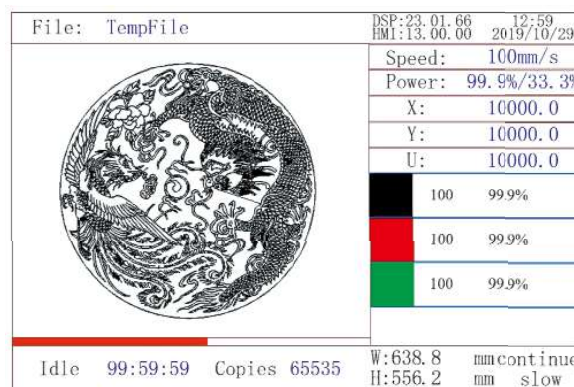 File: TempFile
DSP:23.01.66 12:59
HMI:13.00.00 2019/10/29
Speed: 100mm/s
Power: 99.9%/33.3%
X: 10000.0
Y: 10000.0
U: 10000.0
100 99.9%
100 99.9%
100 99.9%
Idle 99:59:59 Copies 65535
W:638.8 mm continue
H:556.2 mm slow